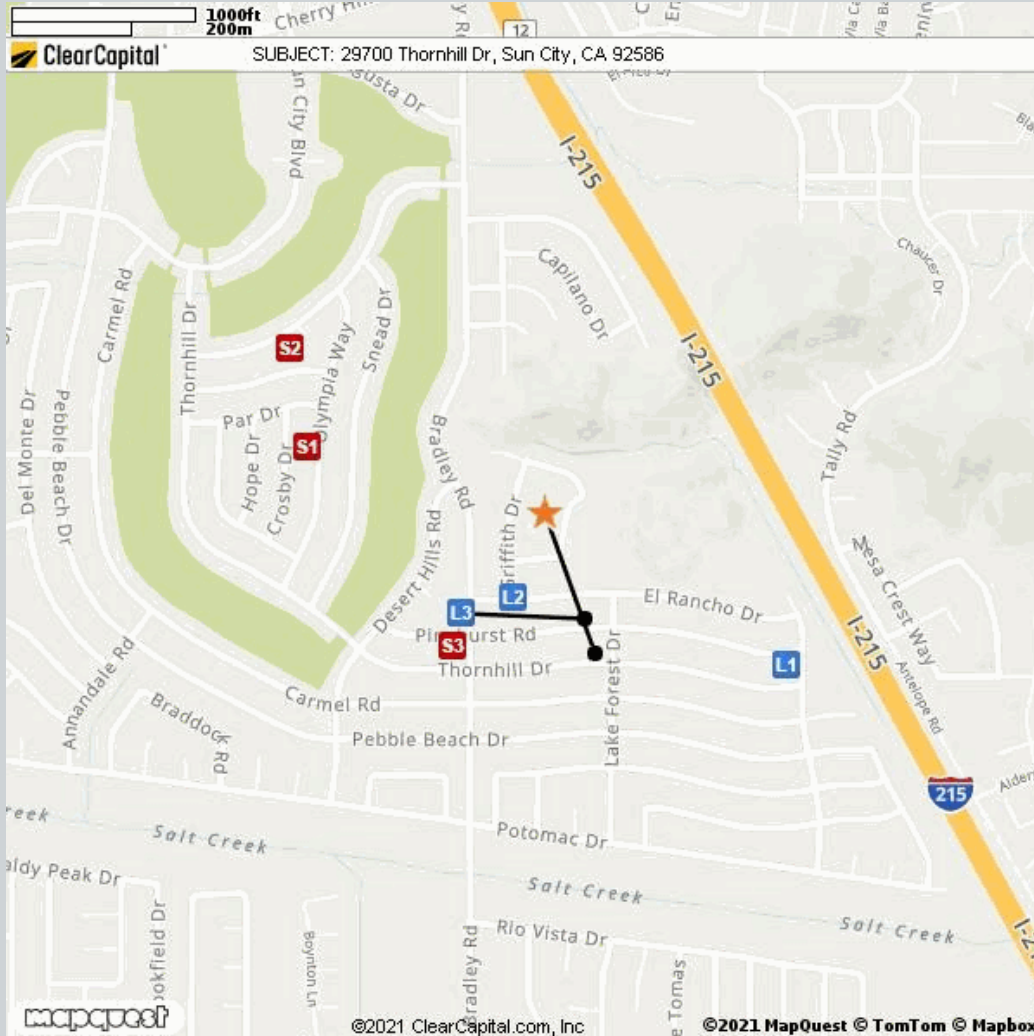 1000ft
200m
12
ClearCapital
SUBJECT: 29700 Thornhill Dr, Sun City, CA 92586
I-215
Capilano Dr
Chaucer Dr
Carmel Rd
Thornhill Dr
Snead Dr
S2
Olympia Way
I-215
Del Monte Dr
Pebble Beach Dr
Par Dr
Hope Dr
Crosby Dr
S1
Bradley Rd
Tally Rd
Griffith Dr
Desert Hills Rd
L3
L2
El Rancho Dr
S3
Thornhill Dr
Lake Forest Dr
L1
I-215
Antelope Rd
Annandale Rd
Carmel Rd
Braddock Rd
Pebble Beach Dr
215
Salt Creek
Potomac Dr
Salt Creek
Salt Creek
Rio Vista Dr
Boynton Ln
Bradley Rd
mapquest
©2021 ClearCapital.com, Inc
©2021 MapQuest © TomTom © Mapbox